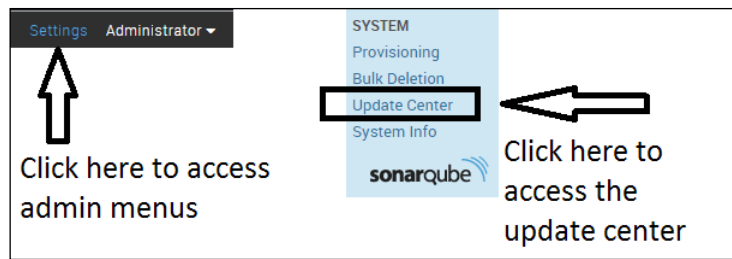 Settings Administrator
Click here to access
admin menus
SYSTEM
Provisioning
Bulk Deletion
Update Center
System Info
sonarqube
Click here to
access the
update center